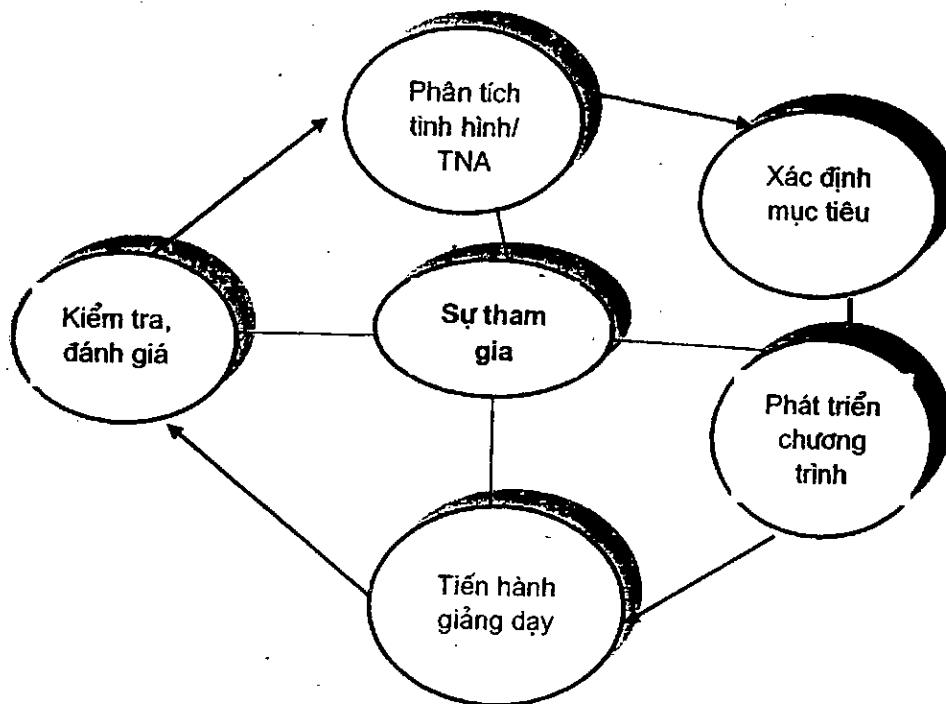 Phân tích
tình hình/
TNA
Xác định
mục tiêu
Kiểm tra,
đánh giá
Sự tham
gia
Phát triển
chương
trình
Tiến hành
giảng dạy